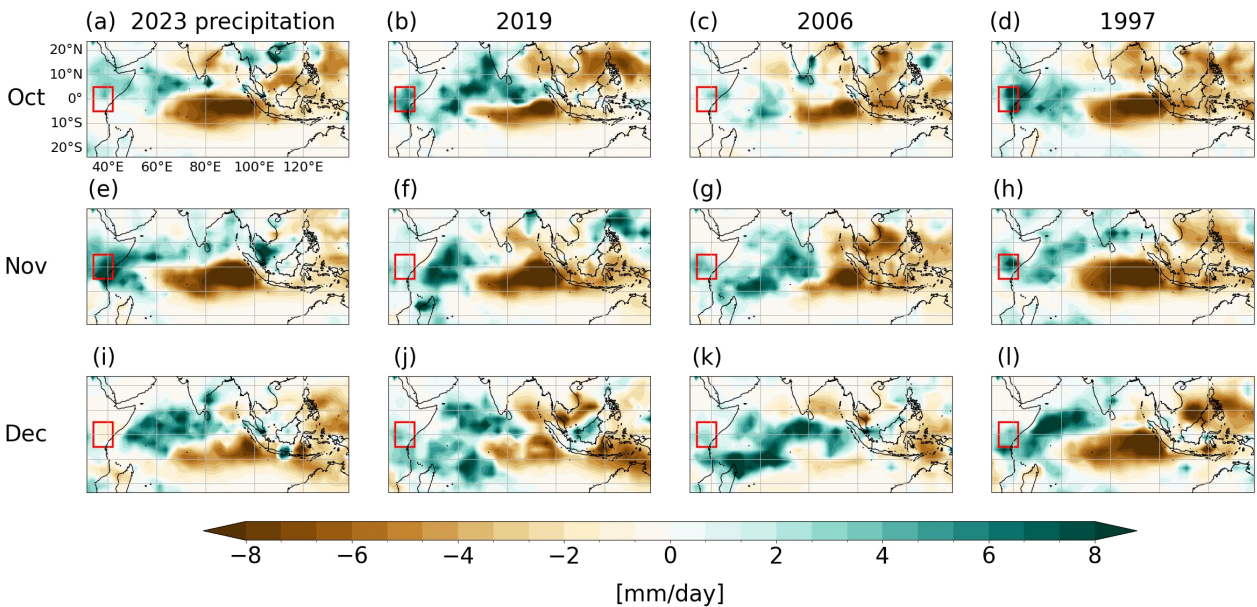 (a) 2023 precipitation (b) 2019 (c) 2006 (d) 1997
Oct
20°N
10°N
0°
10°S
20°S
40°E 60°E 80°E 100°E 120°E
(e) (f) (g) (h)
Nov
(i) (j) (k) (l)
Dec
−8 −6 −4 −2 0 2 4 6 8
[mm/day]